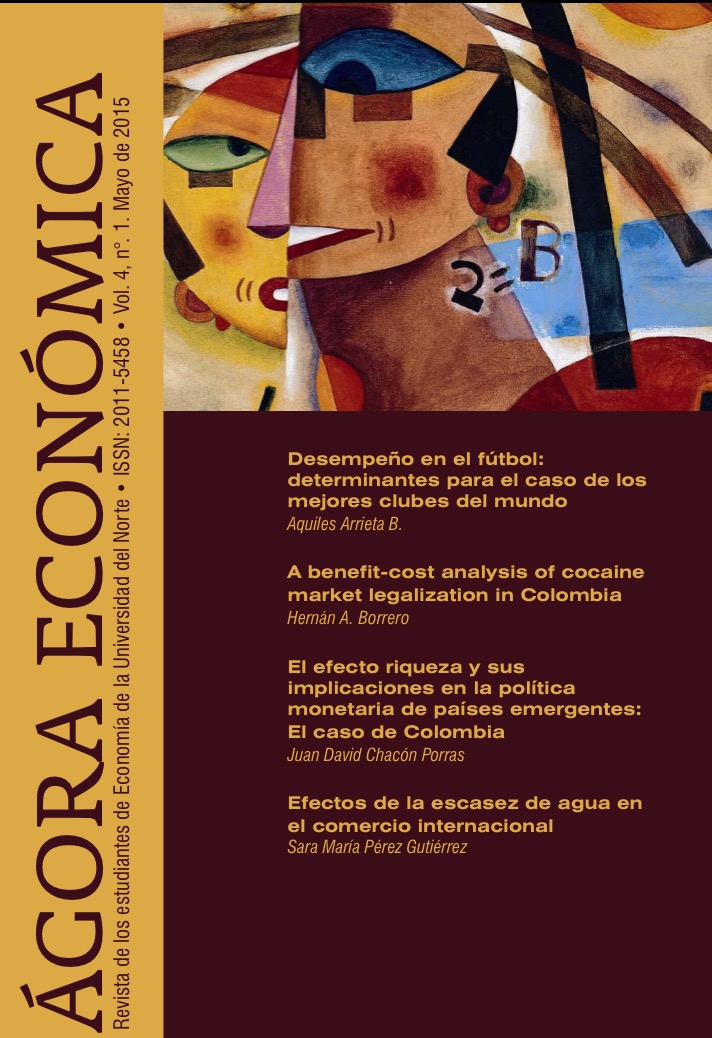 ÁGORA ECONÓMICA
Revista de los estudiantes de Economía de la Universidad del Norte • ISSN: 2011-5458 • Vol. 4, n°. 1. Mayo de 2015
2=B
Desempeño en el fútbol:
determinantes para el caso de los
mejores clubes del mundo
Aquiles Arrieta B.
A benefit-cost analysis of cocaine
market legalization in Colombia
Hernán A. Borrero
El efecto riqueza y sus
implicaciones en la política
monetaria de países emergentes:
El caso de Colombia
Juan David Chacón Porras
Efectos de la escasez de agua en
el comercio internacional
Sara María Pérez Gutiérrez